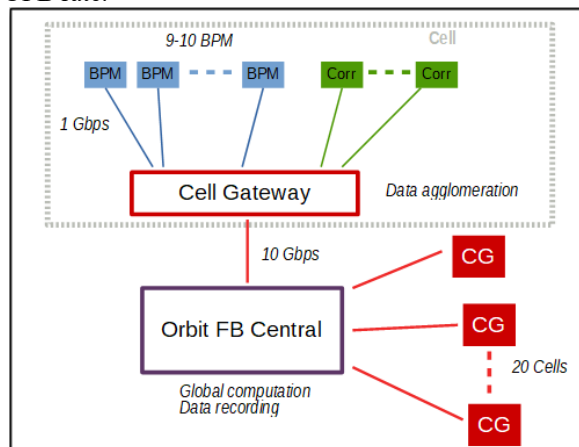 9-10 BPM
Cell
BPM
BPM
BPM
Corr
Corr
1 Gbps
Cell Gateway
Data agglomeration
10 Gbps
CG
Orbit FB Central
CG
20 Cells
Global computation
Data recording
CG